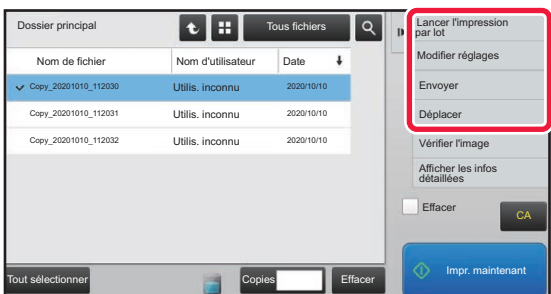 Dossier principal
Tous fichiers
Nom de fichier
Nom d'utilisateur
Date
Copy_20201010_112030
Utilis. inconnu
2020/10/10
Copy_20201010_112031
Utilis. inconnu
2020/10/10
Copy_20201010_112032
Utilis. inconnu
2020/10/10
Tout sélectionner
Copies
Effacer
Lancer l'impression
par lot
Modifier réglages
Envoyer
Déplacer
Vérifier l'image
Afficher les infos
détaillées
Effacer
CA
Impr. maintenant